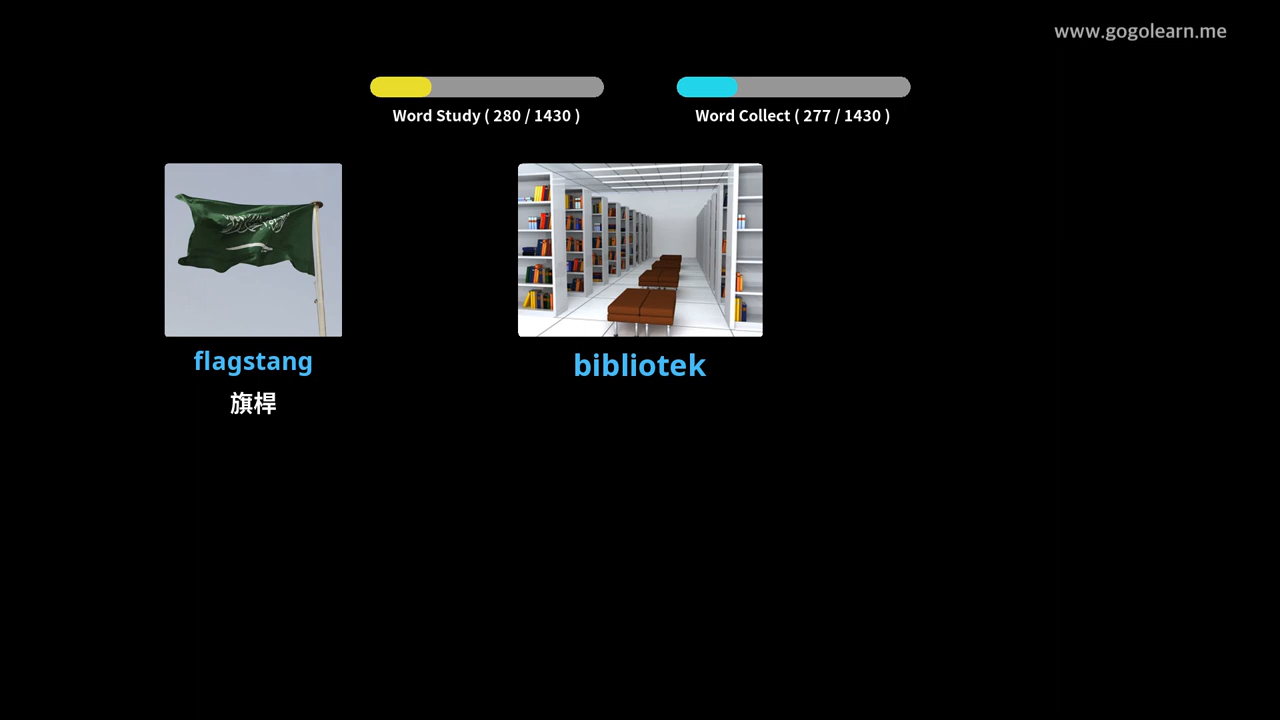 www.gogolearn.me
Word Study ( 280 / 1430 )
Word Collect ( 277 / 1430 )
flagstang
旗桿
bibliotek